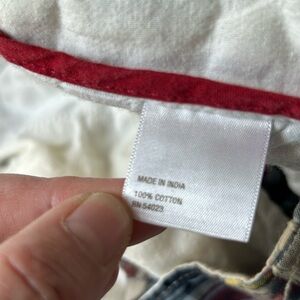 MADE IN INDIA
100% COTTON
RN 54023